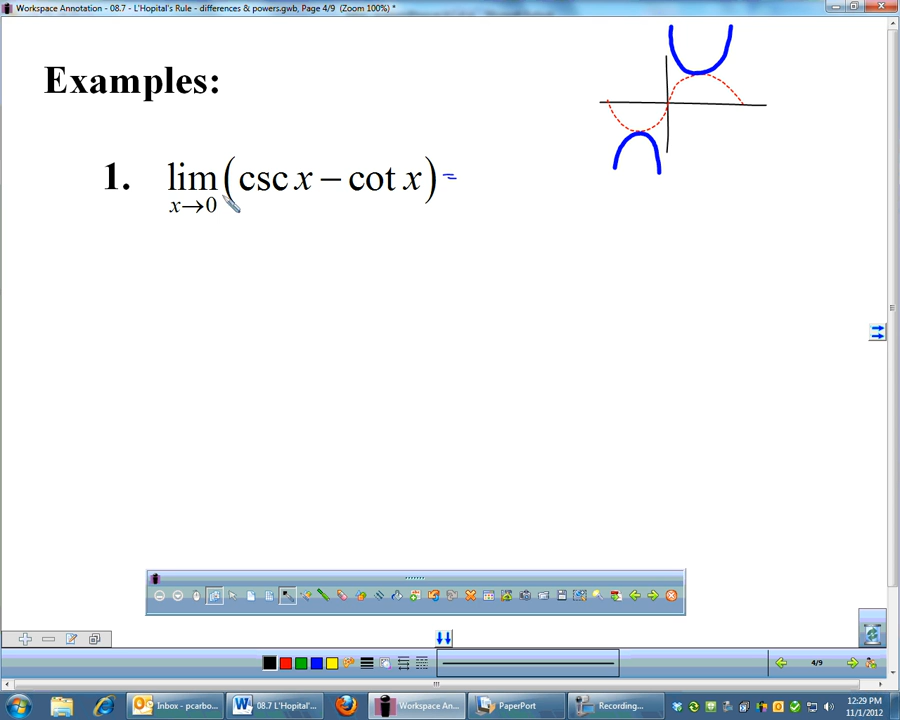 Workspace Annotation - 08.7 - L'Hopital's Rule - differences & powers.gwb, Page 4/9 (Zoom 100%) *
Examples:
1. lim x→0 (csc x − cot x) =
4/9
Inbox - pcarbo...
08.7 L'Hopital'...
Workspace An...
PaperPort
Recording...
12:29 PM
11/1/2012